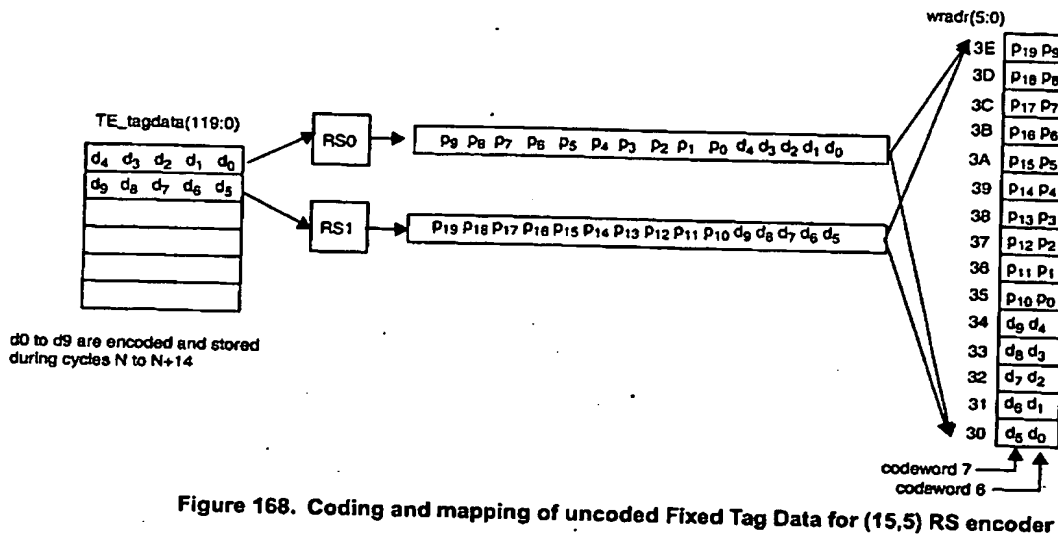 wradr(5:0)
TE_tagdata(119:0)
d4 d3 d2 d1 d0
d9 d8 d7 d6 d5
RS0
RS1
p9 p8 p7 p6 p5 p4 p3 p2 p1 p0 d4 d3 d2 d1 d0
p19 p18 p17 p16 p15 p14 p13 p12 p11 p10 d9 d8 d7 d6 d5
3E p19 p9
3D p18 p8
3C p17 p7
3B p16 p6
3A p15 p5
39 p14 p4
38 p13 p3
37 p12 p2
36 p11 p1
35 p10 p0
34 d9 d4
33 d8 d3
32 d7 d2
31 d6 d1
30 d5 d0
d0 to d9 are encoded and stored
during cycles N to N+14
codeword 7
codeword 6
Figure 168. Coding and mapping of uncoded Fixed Tag Data for (15,5) RS encoder